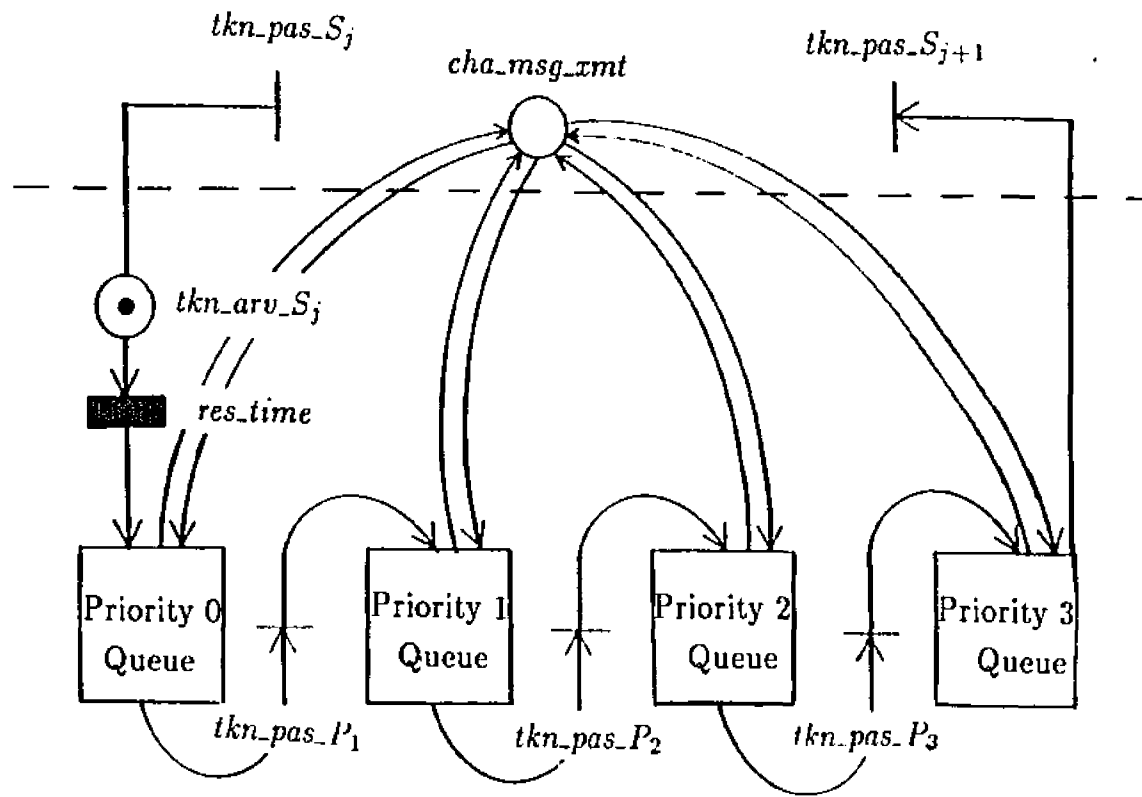 tkn_pas_S_j
cha_msg_xmt
tkn_pas_S_{j+1}
tkn_arv_S_j
res_time
Priority 0
Queue
Priority 1
Queue
Priority 2
Queue
Priority 3
Queue
tkn_pas_P_1
tkn_pas_P_2
tkn_pas_P_3